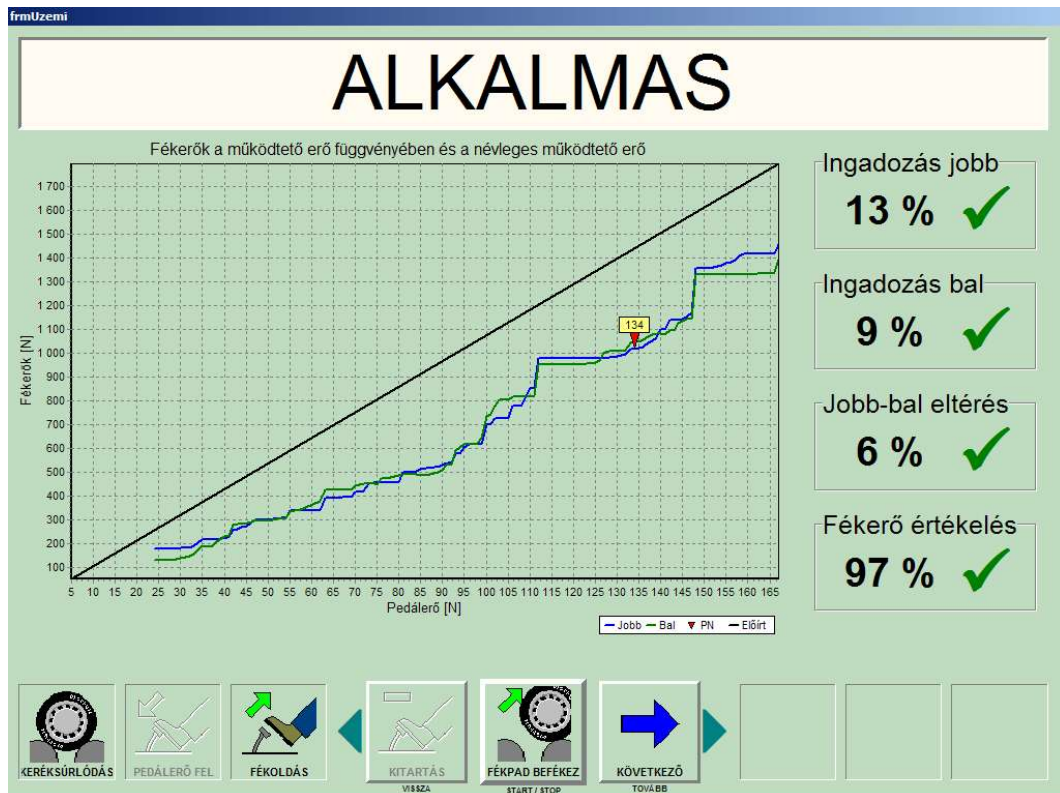 frmUzemi
ALKALMAS
Fékerők a működtető erő függvényében és a névleges működtető erő
Fékerők [N]
1 700
1 600
1 500
1 400
1 300
1 200
1 100
1 000
900
800
700
600
500
400
300
200
100
134
5 10 15 20 25 30 35 40 45 50 55 60 65 70 75 80 85 90 95 100 105 110 115 120 125 130 135 140 145 150 155 160 165
Pedálerő [N]
Jobb Bal PN Előírt
Ingadozás jobb
13 %
Ingadozás bal
9 %
Jobb-bal eltérés
6 %
Fékerő értékelés
97 %
KERÉKSÚRLÓDÁS PEDÁLERŐ FEL FÉKOLDÁS KITARTÁS FÉKPAD BEFÉKEZ KÖVETKEZŐ
VISSZA START / STOP TOVÁBB